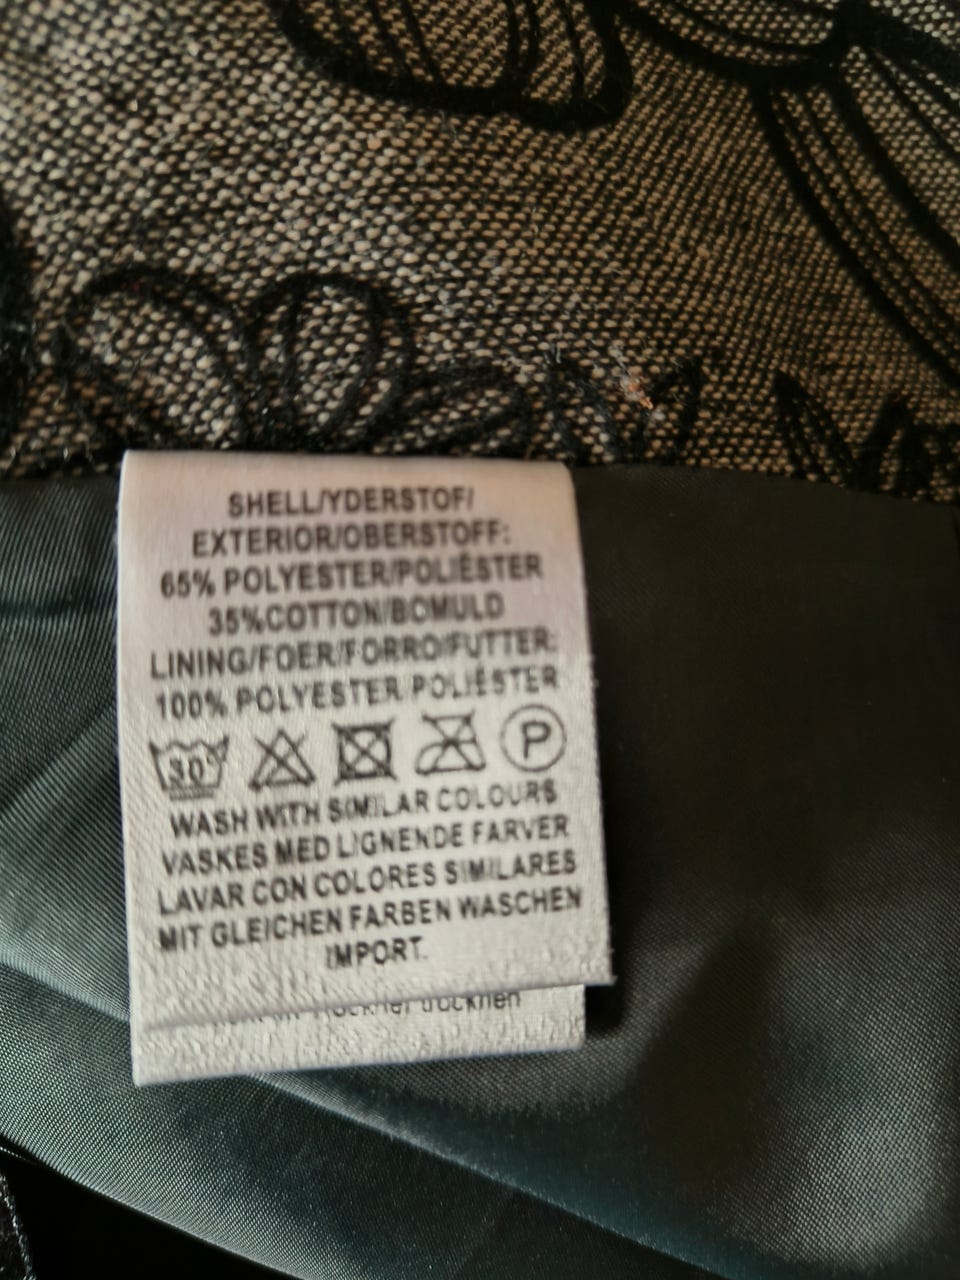 SHELL/YDERSTOF/
EXTERIOR/OBERSTOFF:
65% POLYESTER/POLIÉSTER
35%COTTON/BOMULD
LINING/FOER/FORRO/FUTTER:
100% POLYESTER/POLIÉSTER
30° P
WASH WITH SIMILAR COLOURS
VASKES MED LIGNENDE FARVER
LAVAR CON COLORES SIMILARES
MIT GLEICHEN FARBEN WASCHEN
IMPORT.
trocknen